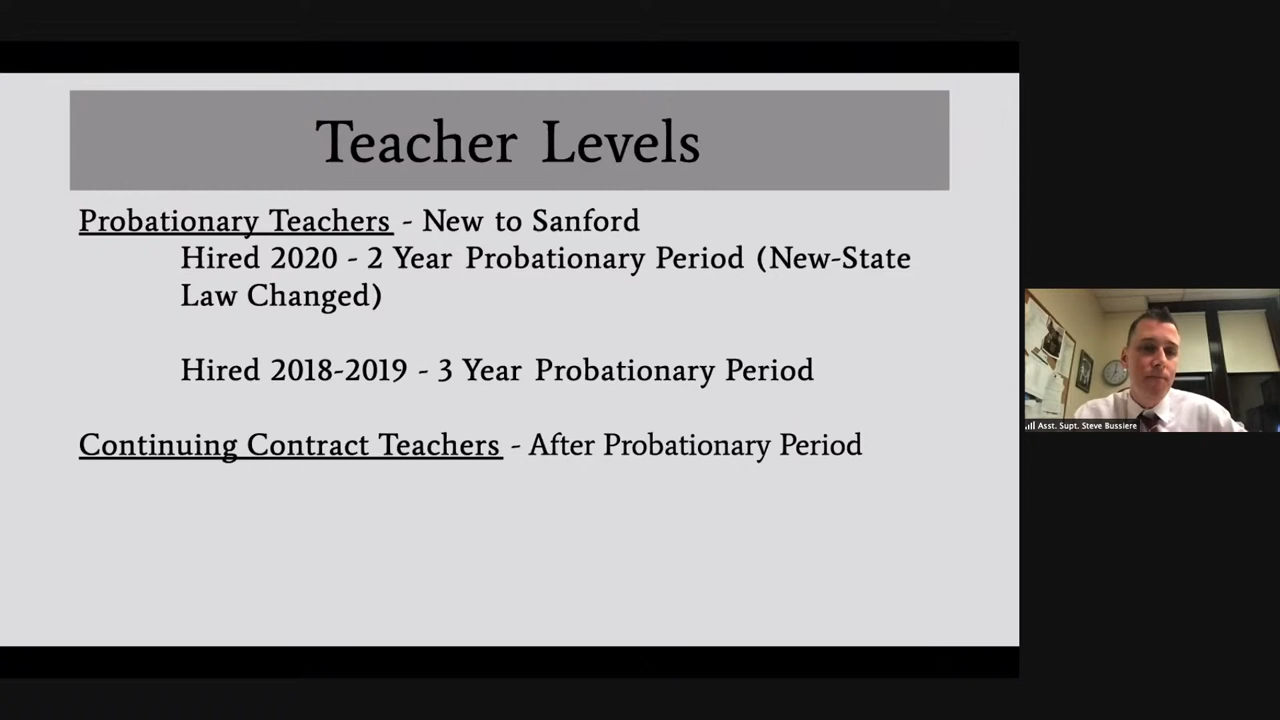 Teacher Levels
Probationary Teachers - New to Sanford
Hired 2020 - 2 Year Probationary Period (New-State
Law Changed)
Hired 2018-2019 - 3 Year Probationary Period
Continuing Contract Teachers - After Probationary Period
Asst. Supt. Steve Bussiere